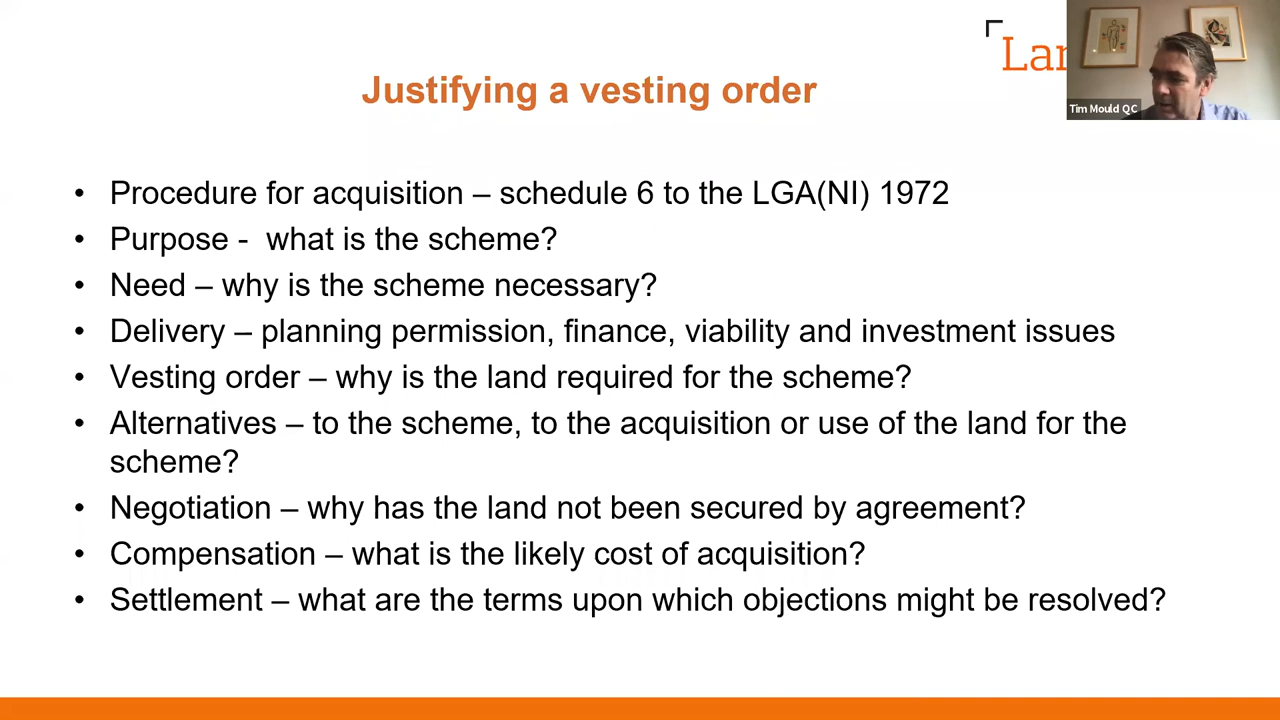 Justifying a vesting order
Lan
Tim Mould QC
• Procedure for acquisition – schedule 6 to the LGA(NI) 1972
• Purpose -  what is the scheme?
• Need – why is the scheme necessary?
• Delivery – planning permission, finance, viability and investment issues
• Vesting order – why is the land required for the scheme?
• Alternatives – to the scheme, to the acquisition or use of the land for the
scheme?
• Negotiation – why has the land not been secured by agreement?
• Compensation – what is the likely cost of acquisition?
• Settlement – what are the terms upon which objections might be resolved?